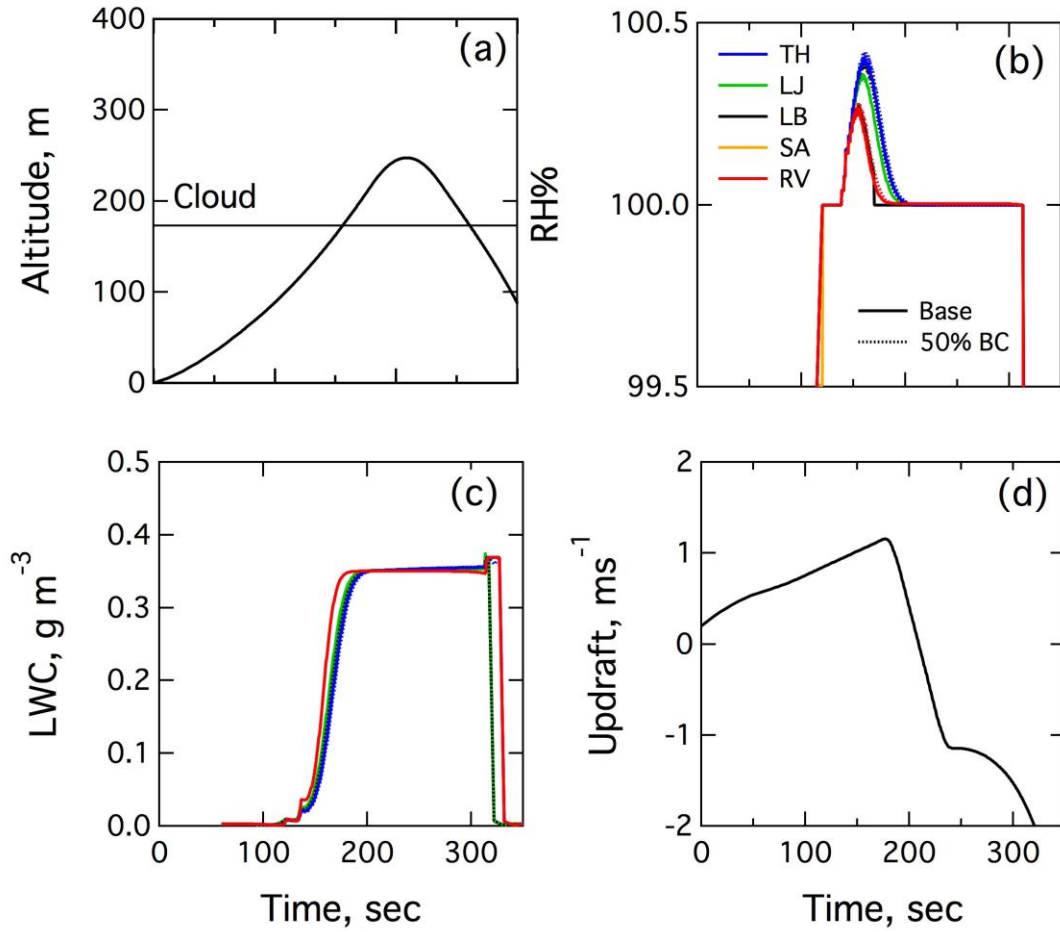 400
300
200
100
0
Altitude, m
Cloud
(a)
100.5
100.0
99.5
RH%
(b)
TH
LJ
LB
SA
RV
Base
50% BC
0.5
0.4
0.3
0.2
0.1
0.0
LWC, g m⁻³
(c)
0 100 200 300
Time, sec
2
1
0
-1
-2
Updraft, ms⁻¹
(d)
0 100 200 300
Time, sec